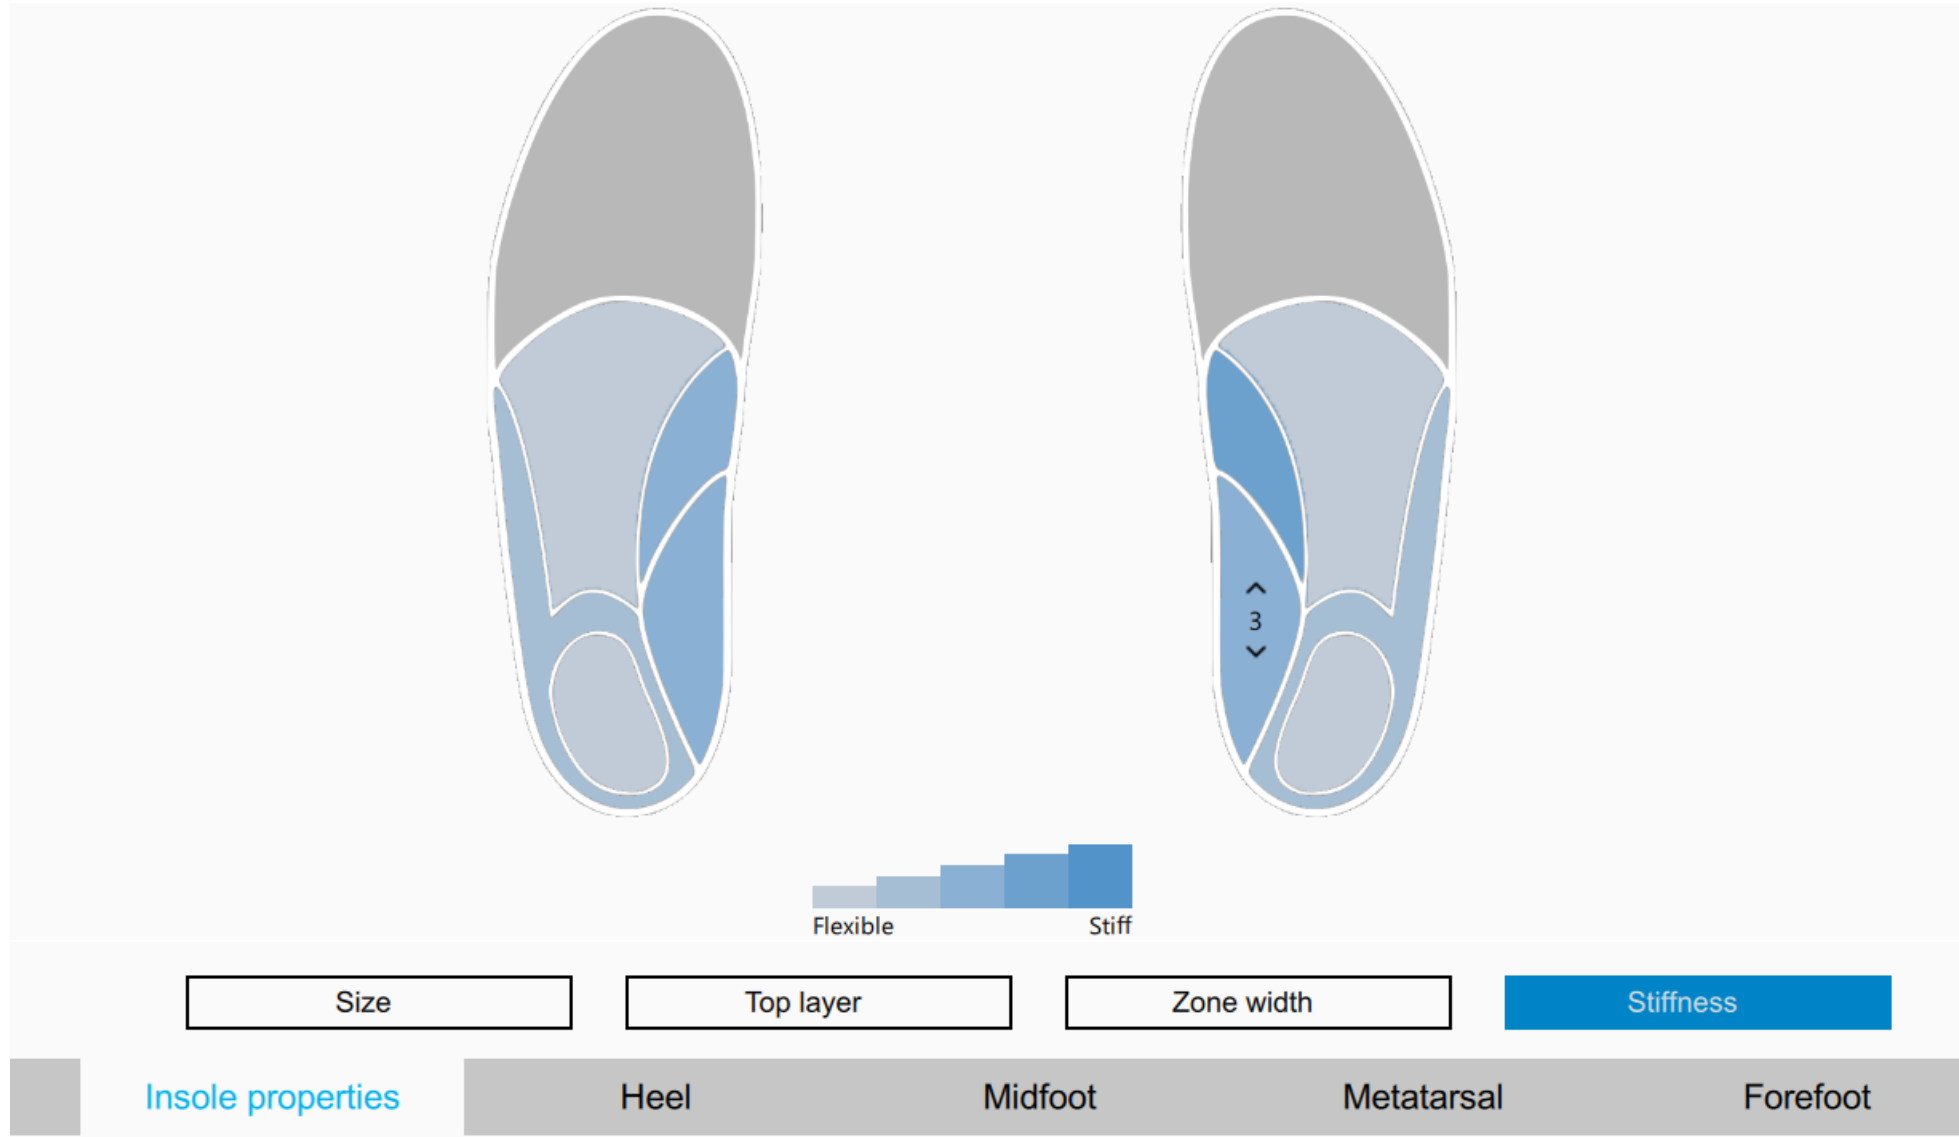 3
Flexible Stiff
Size Top layer Zone width Stiffness
Insole properties Heel Midfoot Metatarsal Forefoot